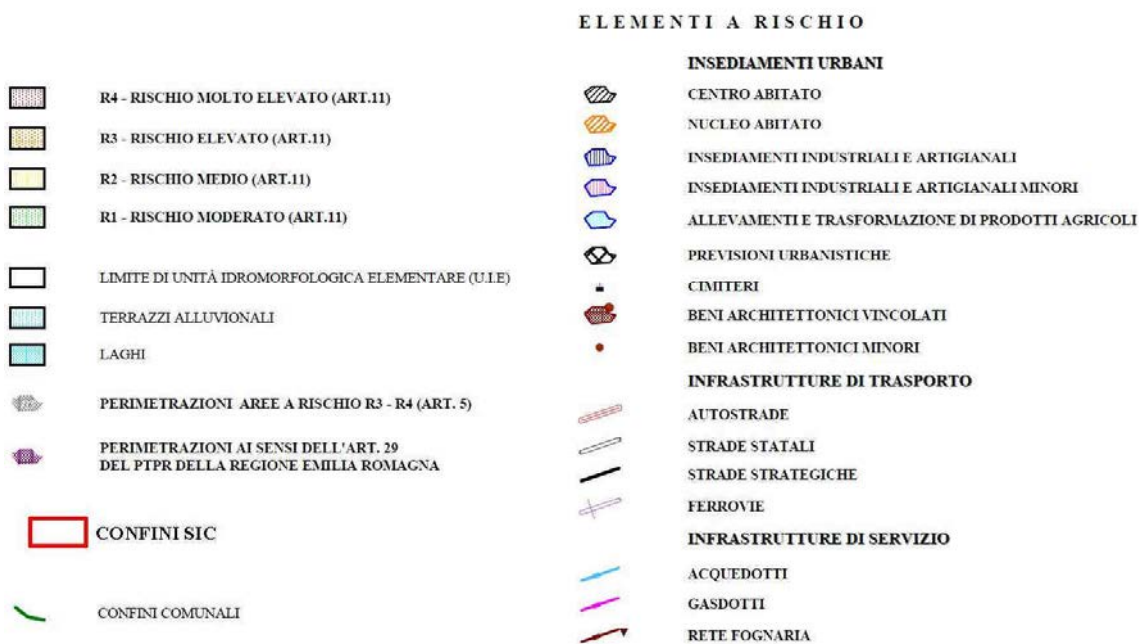 R4 - RISCHIO MOLTO ELEVATO (ART.11)
R3 - RISCHIO ELEVATO (ART.11)
R2 - RISCHIO MEDIO (ART.11)
R1 - RISCHIO MODERATO (ART.11)
LIMITE DI UNITÀ IDROMORFOLOGICA ELEMENTARE (U.I.E)
TERRAZZI ALLUVIONALI
LAGHI
PERIMETRAZIONI AREE A RISCHIO R3 - R4 (ART. 5)
PERIMETRAZIONI AI SENSI DELL'ART. 29
DEL PTPR DELLA REGIONE EMILIA ROMAGNA
CONFINI SIC
CONFINI COMUNALI
ELEMENTI A RISCHIO
INSEDIAMENTI URBANI
CENTRO ABITATO
NUCLEO ABITATO
INSEDIAMENTI INDUSTRIALI E ARTIGIANALI
INSEDIAMENTI INDUSTRIALI E ARTIGIANALI MINORI
ALLEVAMENTI E TRASFORMAZIONE DI PRODOTTI AGRICOLI
PREVISIONI URBANISTICHE
CIMITERI
BENI ARCHITETTONICI VINCOLATI
BENI ARCHITETTONICI MINORI
INFRASTRUTTURE DI TRASPORTO
AUTOSTRADE
STRADE STATALI
STRADE STRATEGICHE
FERROVIE
INFRASTRUTTURE DI SERVIZIO
ACQUEDOTTI
GASDOTTI
RETE FOGNARIA